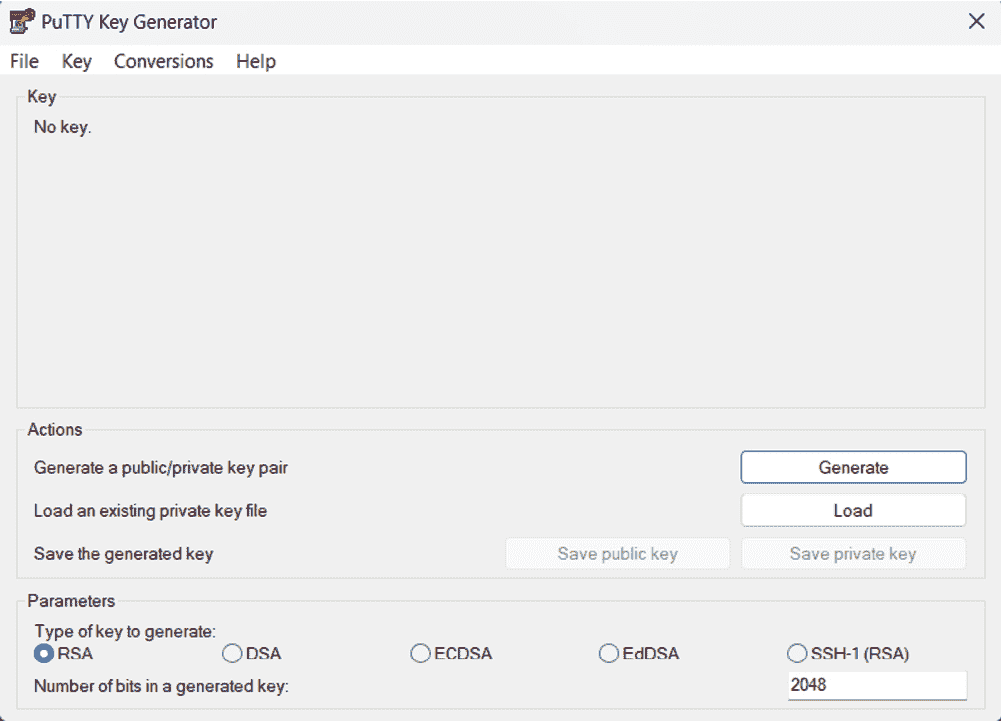 PuTTY Key Generator
File Key Conversions Help
Key
No key.
Actions
Generate a public/private key pair Generate
Load an existing private key file Load
Save the generated key Save public key Save private key
Parameters
Type of key to generate:
RSA DSA ECDSA EdDSA SSH-1 (RSA)
Number of bits in a generated key: 2048